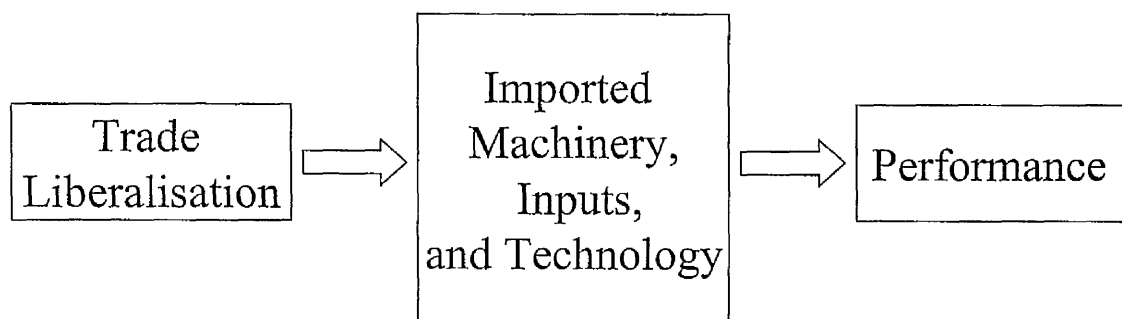 Trade
Liberalisation
Imported
Machinery,
Inputs,
and Technology
Performance